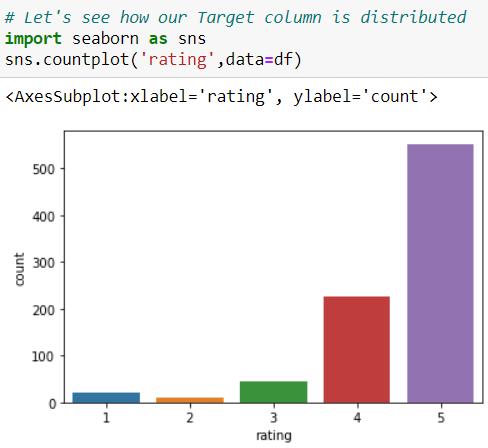 # Let's see how our Target column is distributed
import seaborn as sns
sns.countplot('rating',data=df)
<AxesSubplot:xlabel='rating', ylabel='count'>
500
400
300
200
100
0
count
1 2 3 4 5
rating